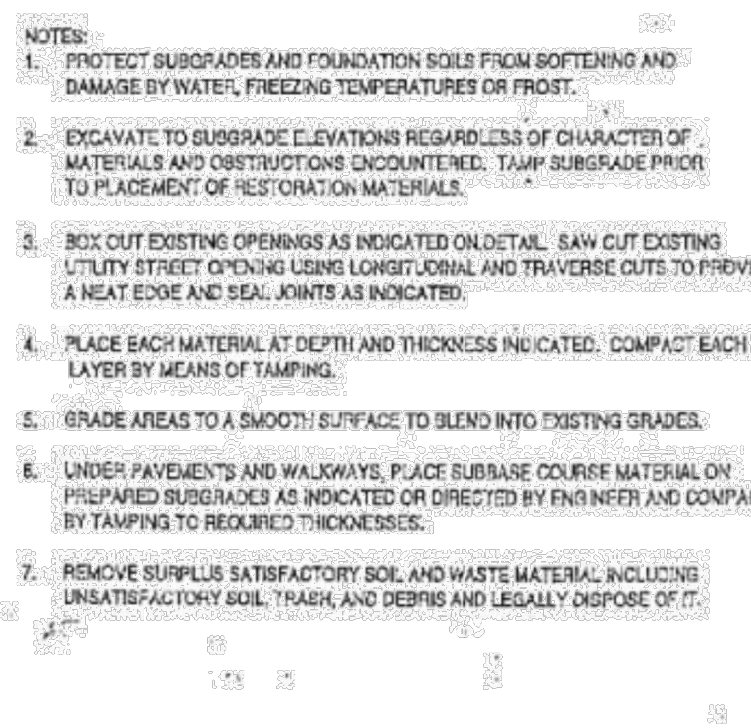 NOTES:
1. PROTECT SUBGRADES AND FOUNDATION SOILS FROM SOFTENING AND
DAMAGE BY WATER, FREEZING TEMPERATURES OR FROST.
2. EXCAVATE TO SUBGRADE ELEVATIONS REGARDLESS OF CHARACTER OF
MATERIALS AND OBSTRUCTIONS ENCOUNTERED. TAMP SUBGRADE PRIOR
TO PLACEMENT OF RESTORATION MATERIALS.
3. BOX OUT EXISTING OPENINGS AS INDICATED ON DETAIL. SAW CUT EXISTING
UTILITY STREET OPENING USING LONGITUDINAL AND TRAVERSE CUTS TO PROVI
A NEAT EDGE AND SEAL JOINTS AS INDICATED.
4. PLACE EACH MATERIAL AT DEPTH AND THICKNESS INDICATED. COMPACT EACH
LAYER BY MEANS OF TAMPING.
5. GRADE AREAS TO A SMOOTH SURFACE TO BLEND INTO EXISTING GRADES.
6. UNDER PAVEMENTS AND WALKWAYS, PLACE SUBBASE COURSE MATERIAL ON
PREPARED SUBGRADES AS INDICATED OR DIRECTED BY ENGINEER AND COMPA
BY TAMPING TO REQUIRED THICKNESSES.
7. REMOVE SURPLUS SATISFACTORY SOIL AND WASTE MATERIAL INCLUDING
UNSATISFACTORY SOIL, TRASH, AND DEBRIS AND LEGALLY DISPOSE OF IT.